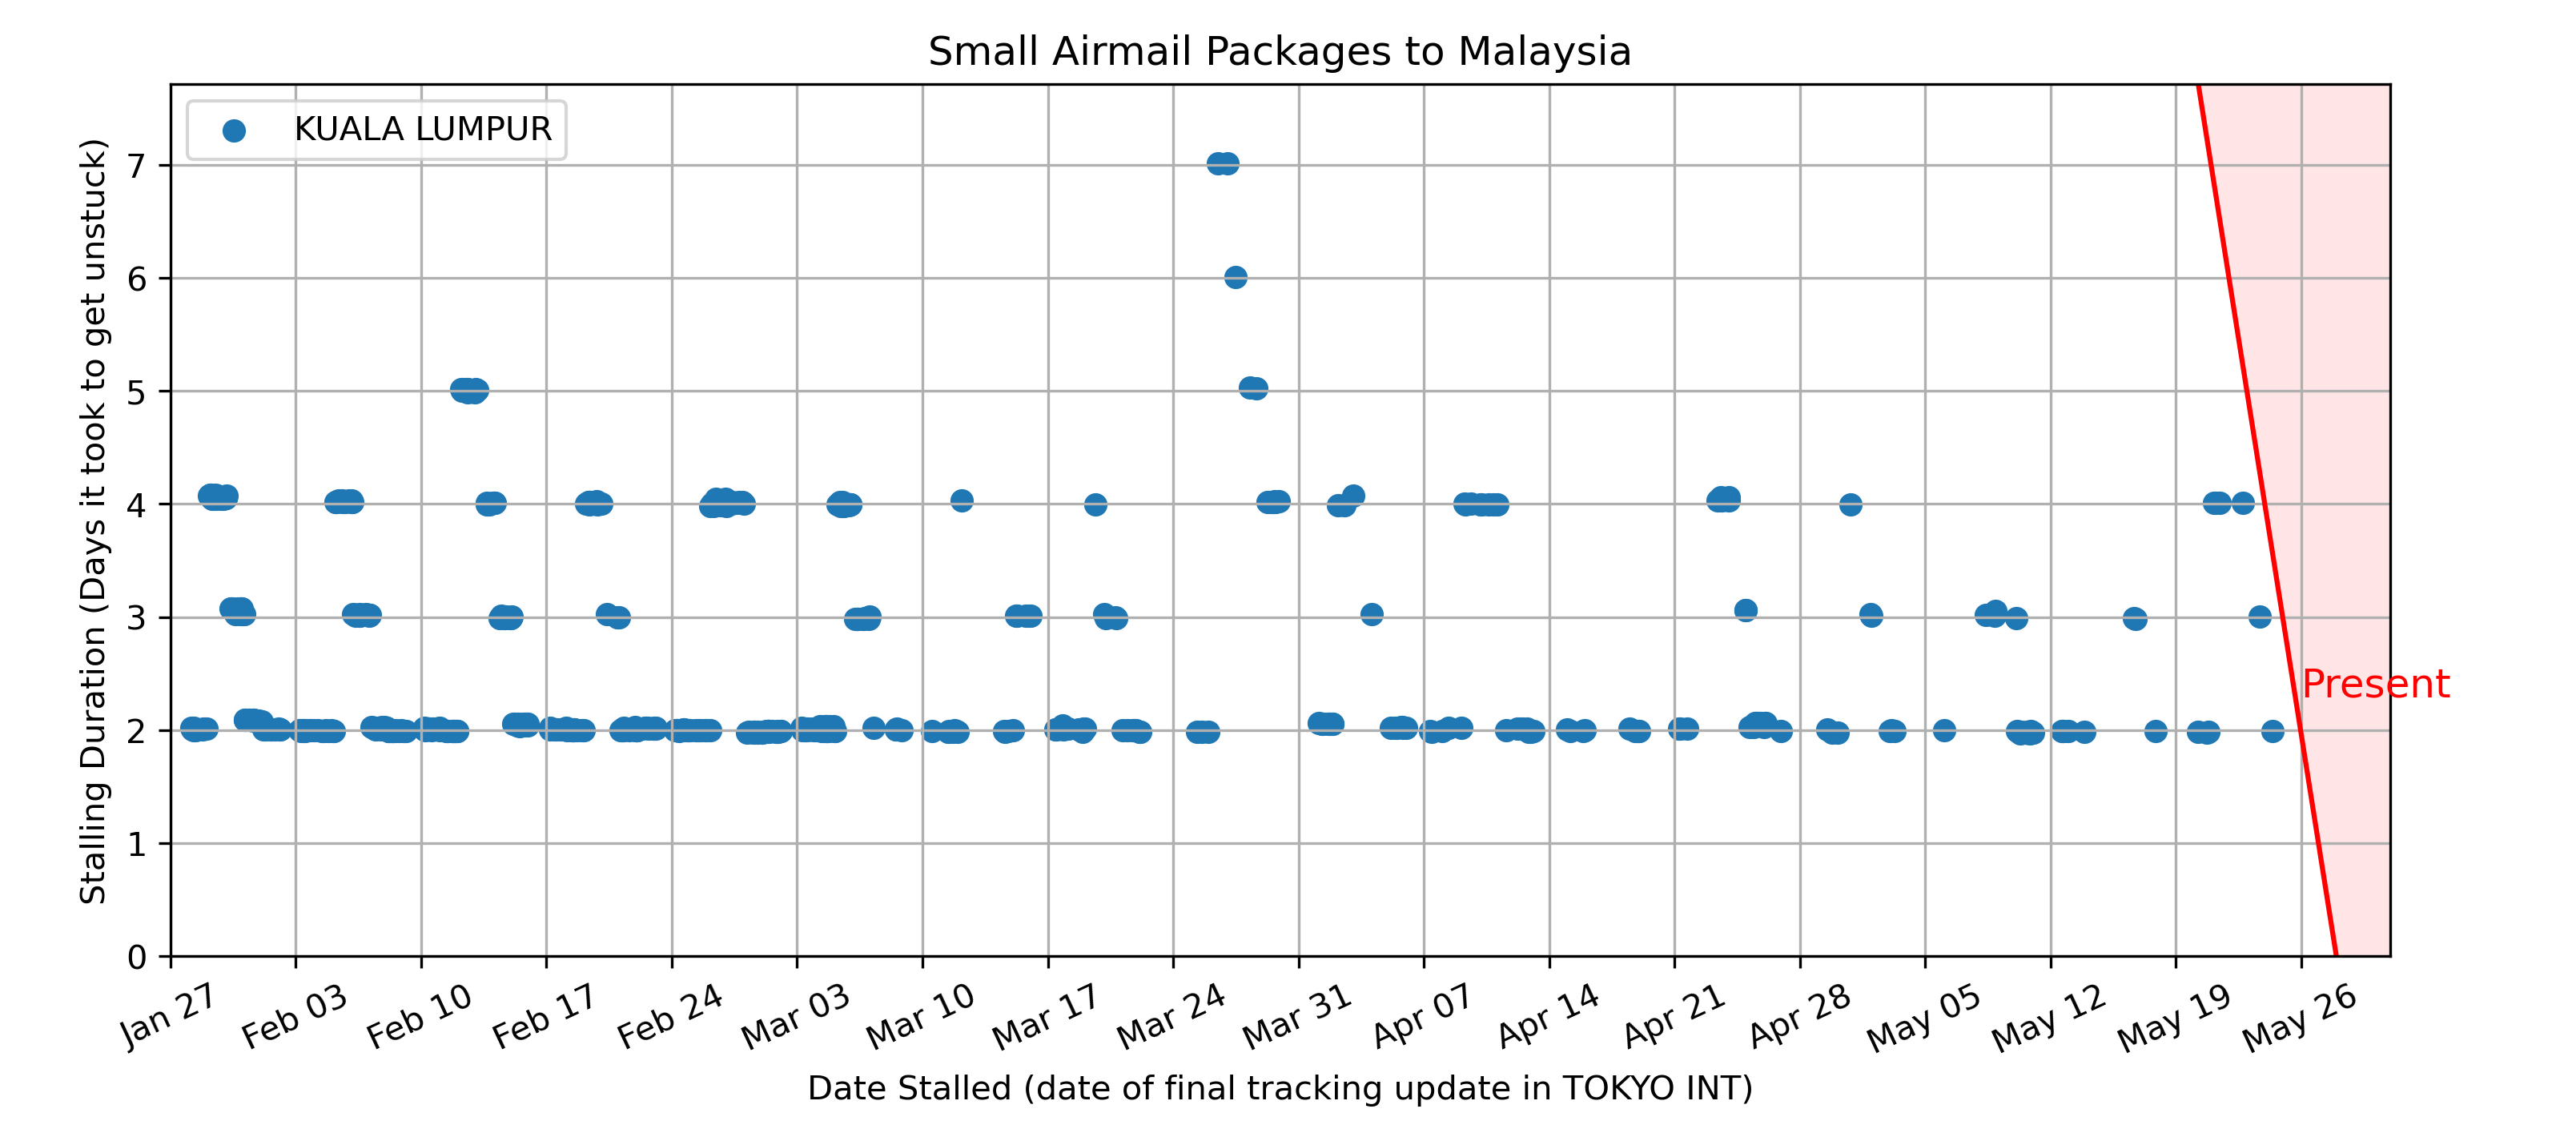 Small Airmail Packages to Malaysia
KUALA LUMPUR
Stalling Duration (Days it took to get unstuck)
7
6
5
4
3
2
1
0
Present
Jan 27
Feb 03
Feb 10
Feb 17
Feb 24
Mar 03
Mar 10
Mar 17
Mar 24
Mar 31
Apr 07
Apr 14
Apr 21
Apr 28
May 05
May 12
May 19
May 26
Date Stalled (date of final tracking update in TOKYO INT)